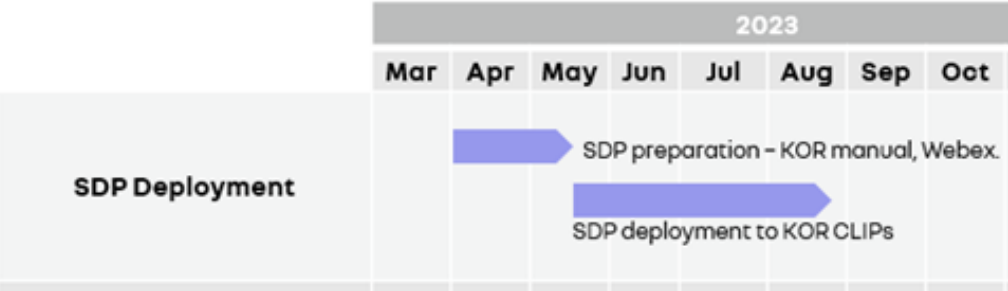 2023
Mar Apr May Jun Jul Aug Sep Oct
SDP preparation – KOR manual, Webex.
SDP Deployment
SDP deployment to KOR CLIPs